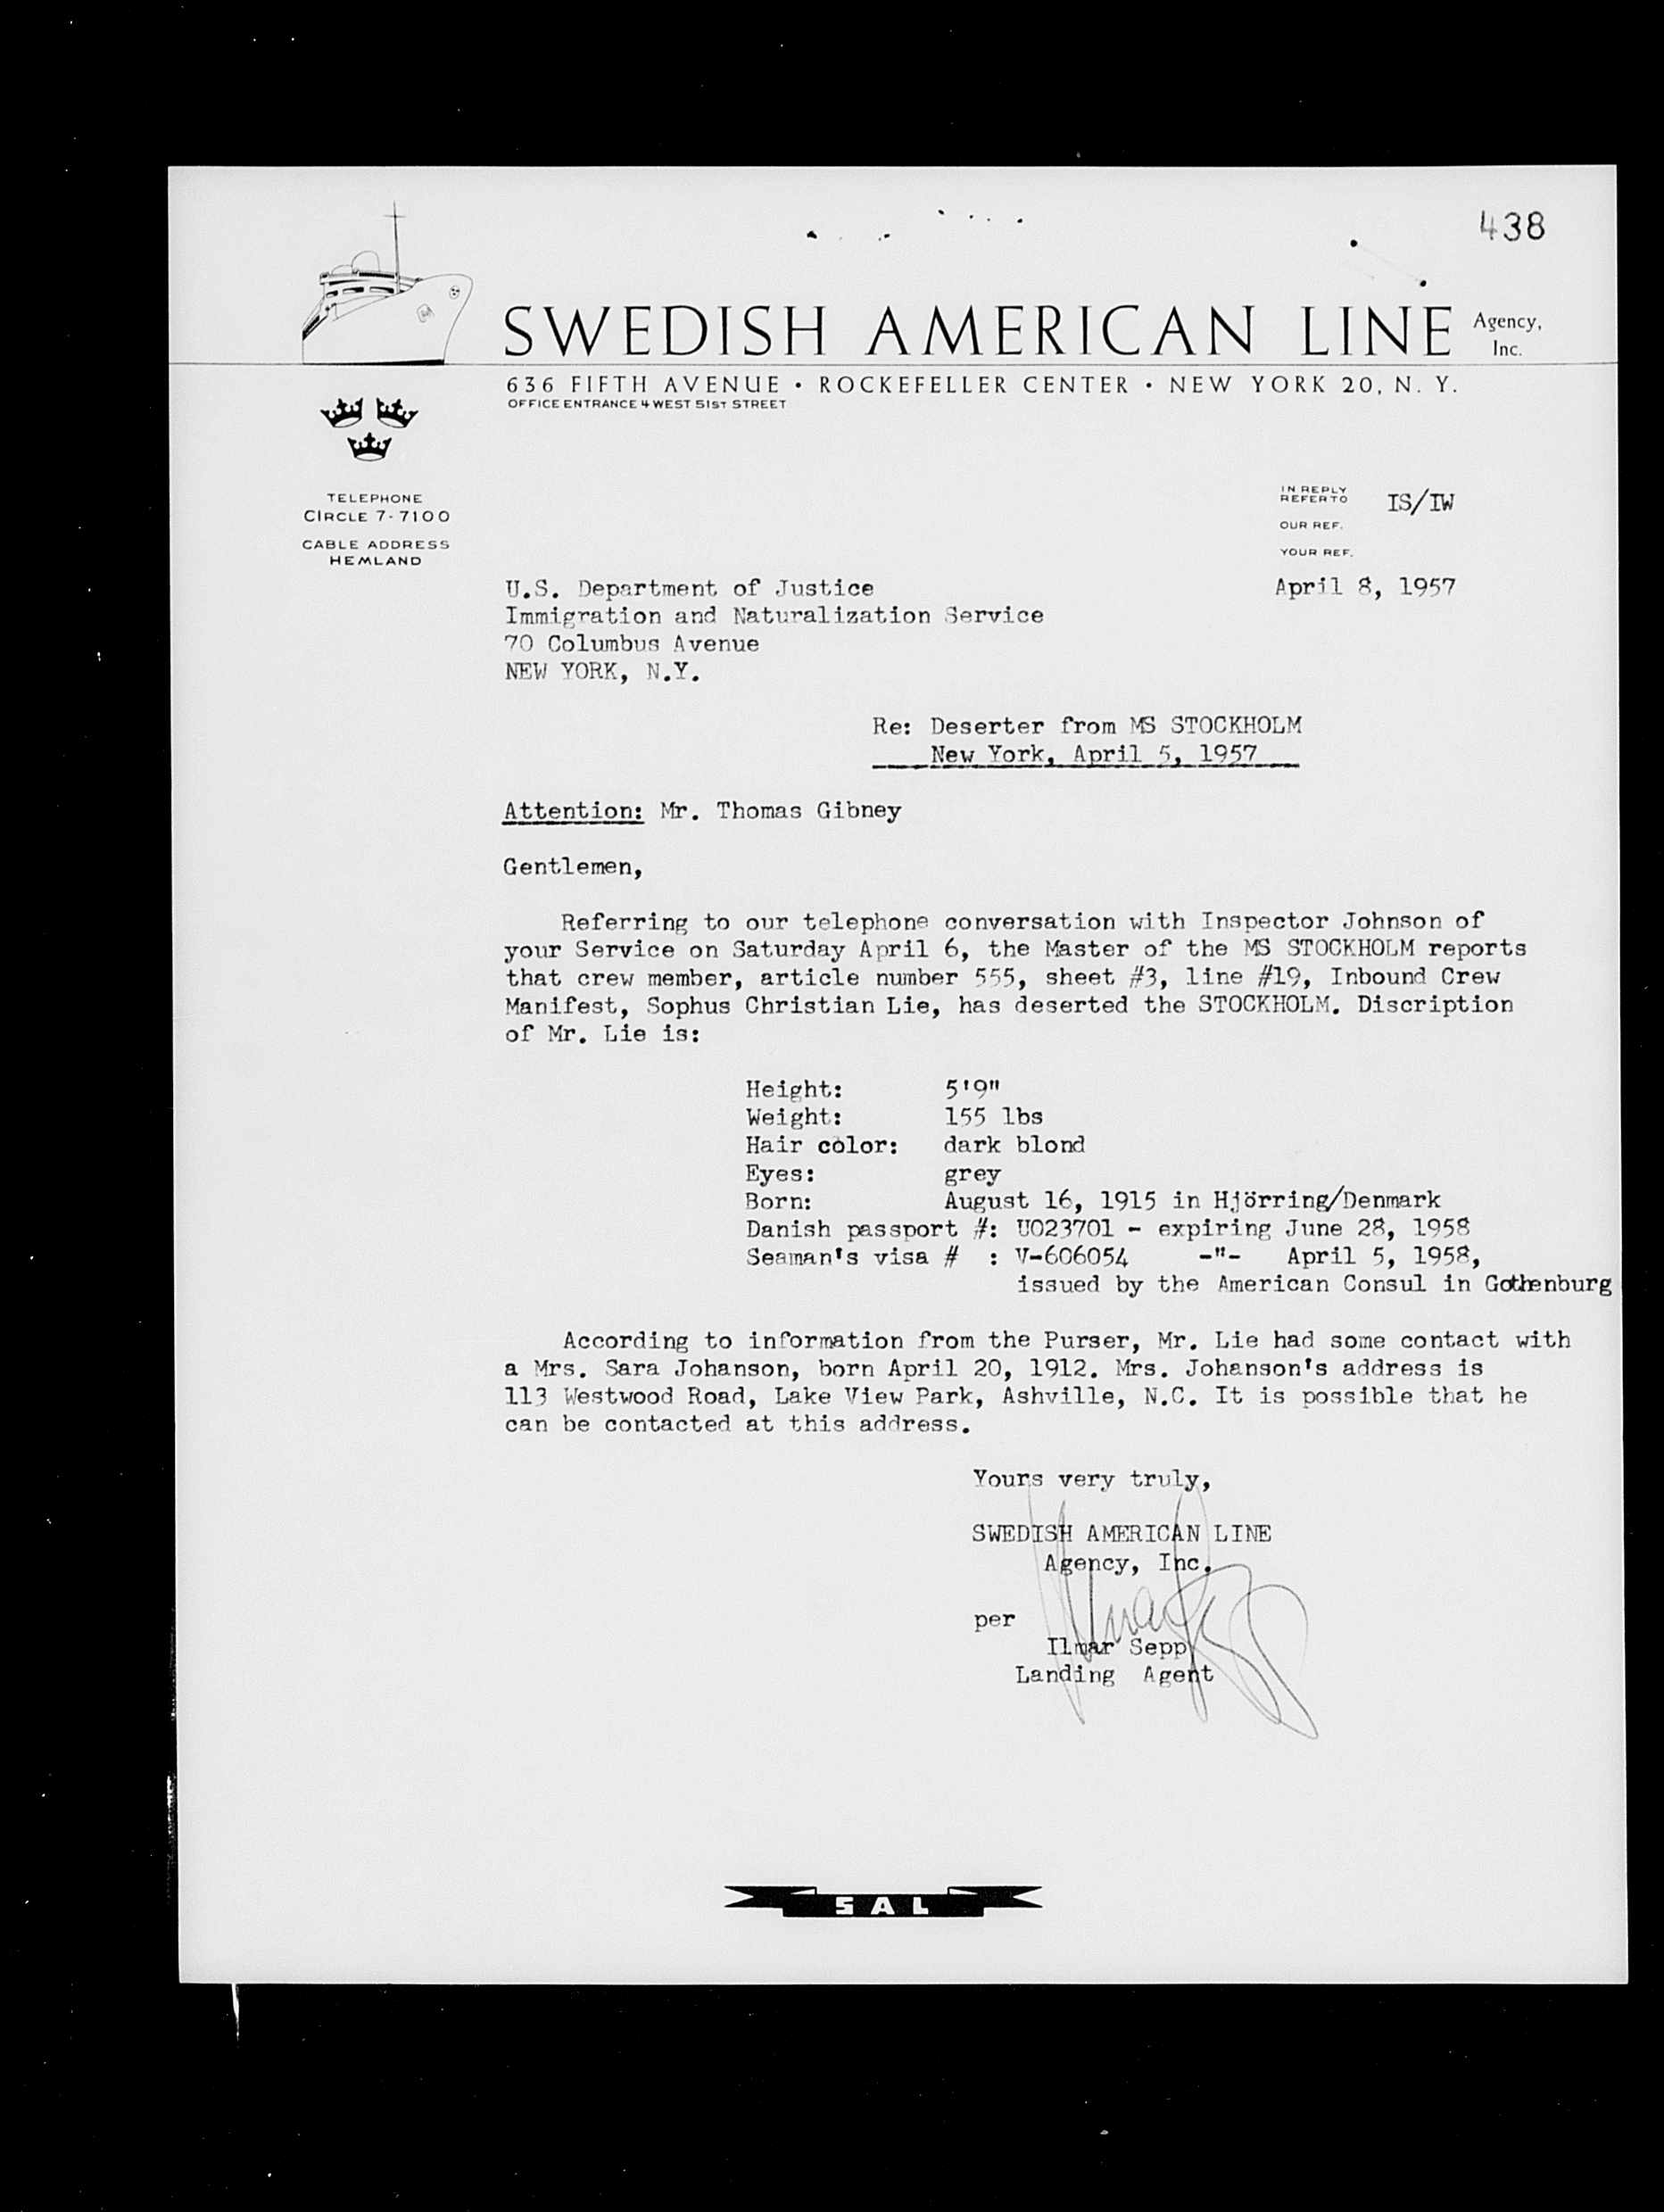 438
SWEDISH AMERICAN LINE Agency, Inc.
636 FIFTH AVENUE • ROCKEFELLER CENTER • NEW YORK 20, N. Y.
OFFICE ENTRANCE 4 WEST 51ST STREET
TELEPHONE
CIRCLE 7-7100
CABLE ADDRESS
HEMLAND
IN REPLY
REFER TO IS/IW
OUR REF.
YOUR REF.
April 8, 1957
U.S. Department of Justice
Immigration and Naturalization Service
70 Columbus Avenue
NEW YORK, N.Y.
Re: Deserter from MS STOCKHOLM
New York, April 5, 1957
Attention: Mr. Thomas Gibney
Gentlemen,
Referring to our telephone conversation with Inspector Johnson of
your Service on Saturday April 6, the Master of the MS STOCKHOLM reports
that crew member, article number 555, sheet #3, line #19, Inbound Crew
Manifest, Sophus Christian Lie, has deserted the STOCKHOLM. Discription
of Mr. Lie is:
Height: 5'9"
Weight: 155 lbs
Hair color: dark blond
Eyes: grey
Born: August 16, 1915 in Hjörring/Denmark
Danish passport #: U023701 - expiring June 28, 1958
Seaman's visa # : V-606054 -"- April 5, 1958,
issued by the American Consul in Gothenburg
According to information from the Purser, Mr. Lie had some contact with
a Mrs. Sara Johanson, born April 20, 1912. Mrs. Johanson's address is
113 Westwood Road, Lake View Park, Ashville, N.C. It is possible that he
can be contacted at this address.
Yours very truly,
SWEDISH AMERICAN LINE
Agency, Inc.
per
Ilmar Sepp
Landing Agent
SAL